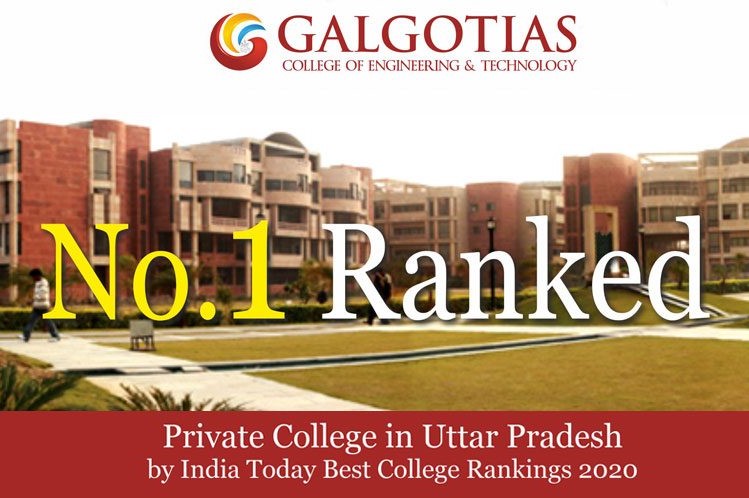 GALGOTIAS
COLLEGE OF ENGINEERING & TECHNOLOGY
No.1 Ranked
Private College in Uttar Pradesh
by India Today Best College Rankings 2020